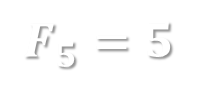 F₅ = 5